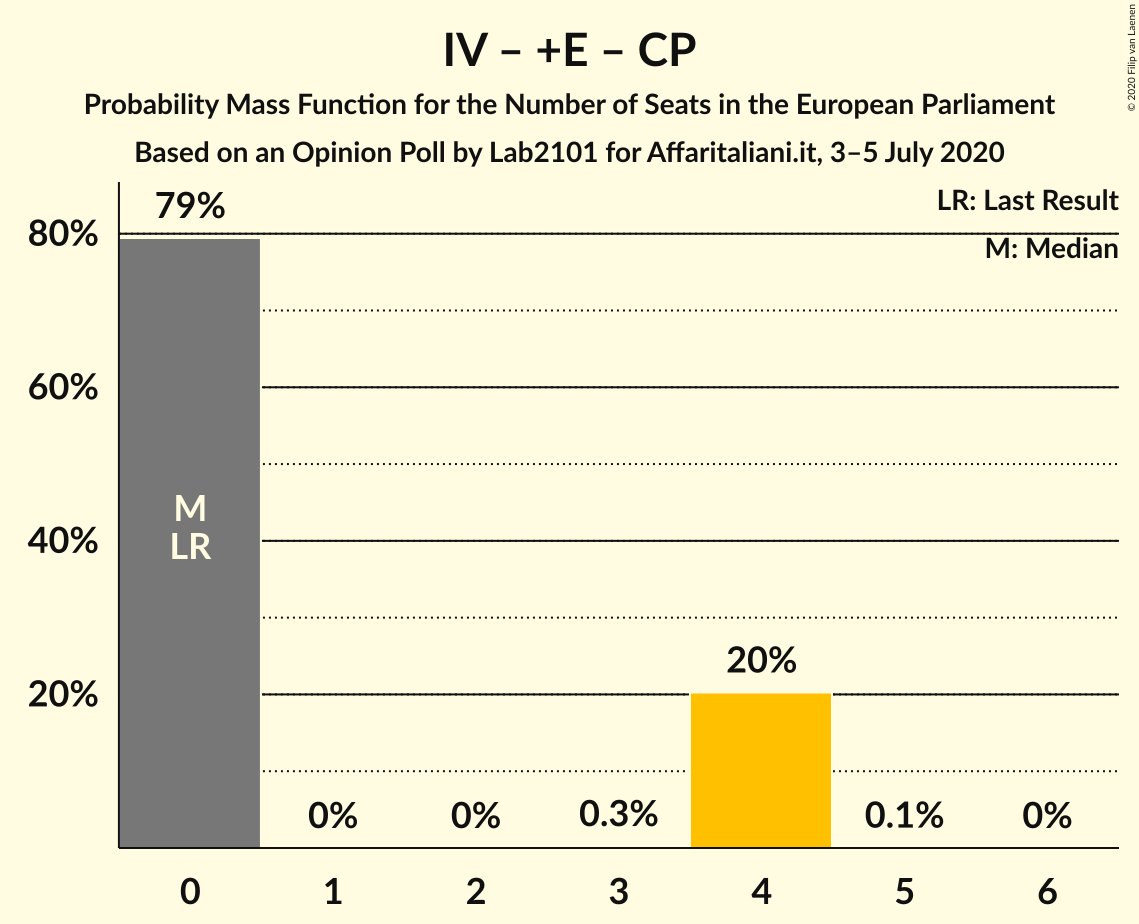 IV – +E – CP
Probability Mass Function for the Number of Seats in the European Parliament
Based on an Opinion Poll by Lab2101 for Affaritaliani.it, 3–5 July 2020
© 2020 Filip van Laenen
LR: Last Result
M: Median
80%
60%
40%
20%
79%
M
LR
0%
0%
0.3%
20%
0.1%
0%
0
1
2
3
4
5
6